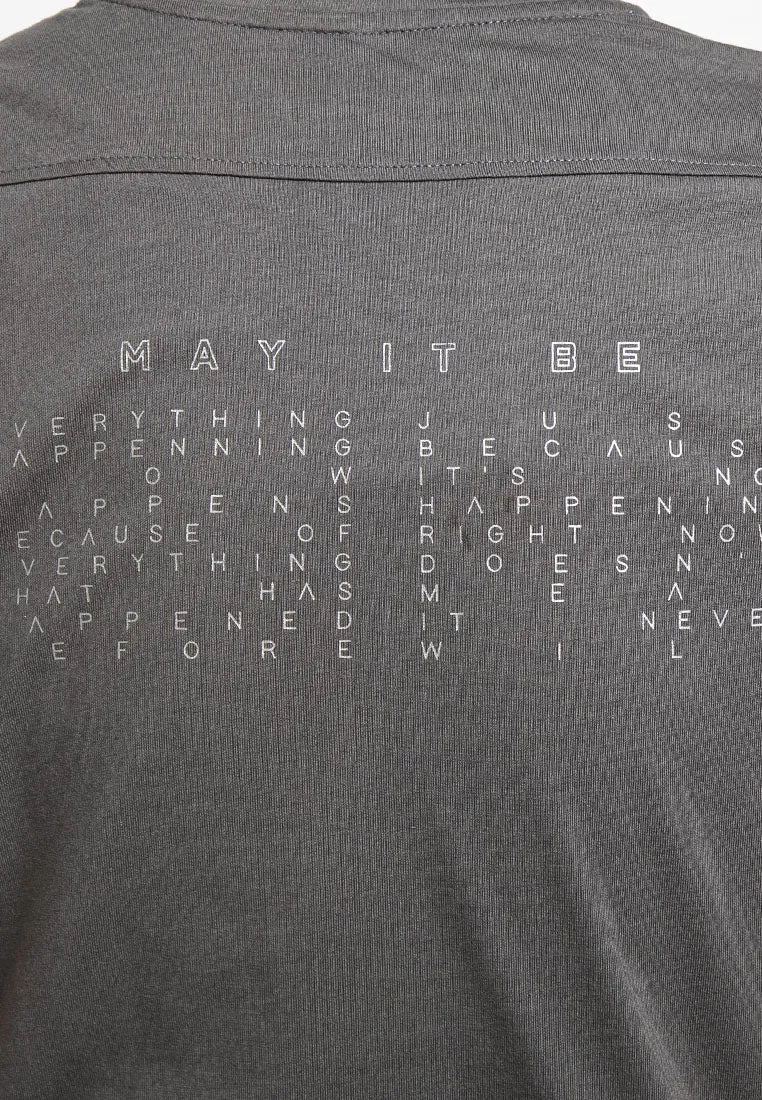 MAY IT BE
VERYTHING JUS
APPENNING BECAUS
OW IT'S NO
APPENS HAPPENIN
ECAUSE OF RIGHT NOW
VERYTHING DOESN'
HAT HAS MEA
APPENED IT NEVE
EFORE WIL